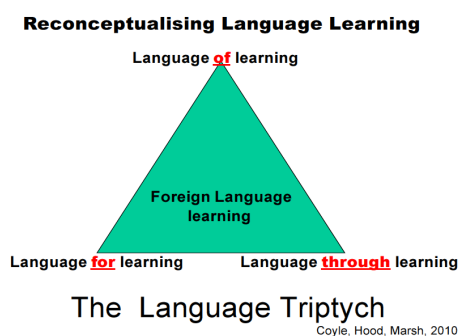 Reconceptualising Language Learning
Language of learning
Foreign Language
learning
Language for learning
Language through learning
The Language Triptych
Coyle, Hood, Marsh, 2010